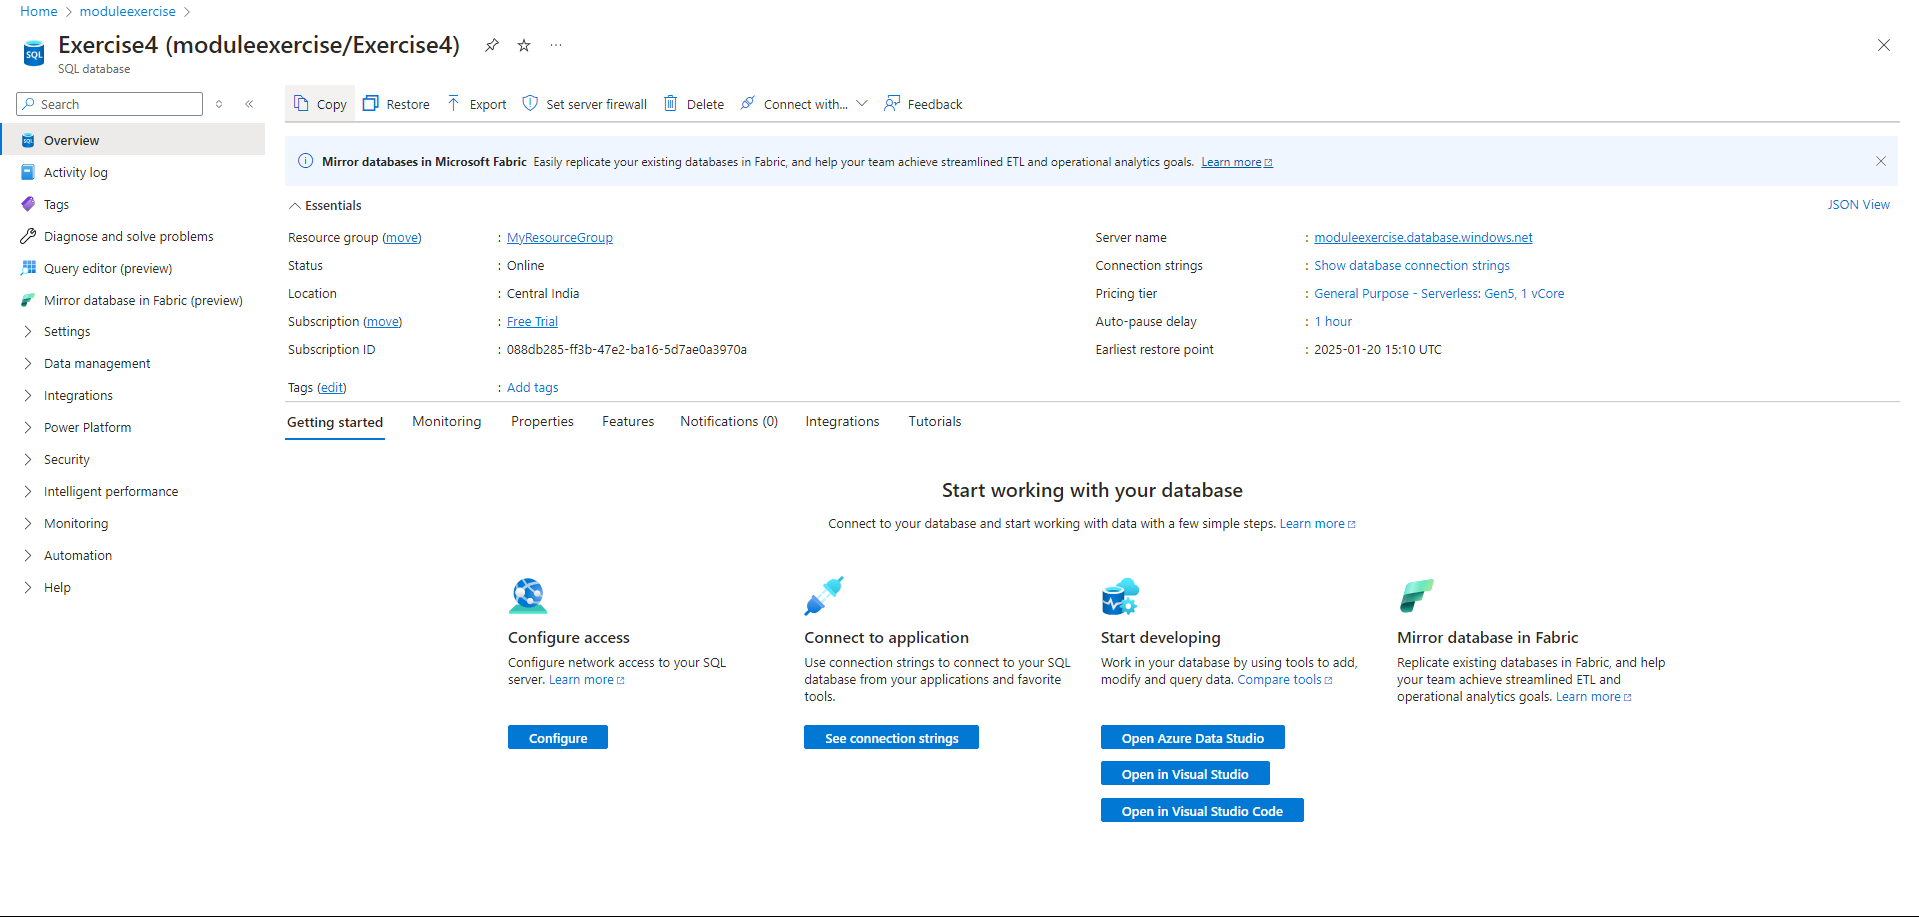 Home > moduleexercise >
Exercise4 (moduleexercise/Exercise4) ...
SQL database
Search
Overview
Activity log
Tags
Diagnose and solve problems
Query editor (preview)
Mirror database in Fabric (preview)
Settings
Data management
Integrations
Power Platform
Security
Intelligent performance
Monitoring
Automation
Help
Copy Restore Export Set server firewall Delete Connect with... Feedback
Mirror databases in Microsoft Fabric Easily replicate your existing databases in Fabric, and help your team achieve streamlined ETL and operational analytics goals. Learn more
Essentials
JSON View
Resource group (move) : MyResourceGroup
Status : Online
Location : Central India
Subscription (move) : Free Trial
Subscription ID : 088db285-ff3b-47e2-ba16-5d7ae0a3970a
Tags (edit) : Add tags
Server name : moduleexercise.database.windows.net
Connection strings : Show database connection strings
Pricing tier : General Purpose - Serverless: Gen5, 1 vCore
Auto-pause delay : 1 hour
Earliest restore point : 2025-01-20 15:10 UTC
Getting started Monitoring Properties Features Notifications (0) Integrations Tutorials
Start working with your database
Connect to your database and start working with data with a few simple steps. Learn more
Configure access
Configure network access to your SQL
server. Learn more
Configure
Connect to application
Use connection strings to connect to your SQL
database from your applications and favorite
tools.
See connection strings
Start developing
Work in your database by using tools to add,
modify and query data. Compare tools
Open Azure Data Studio
Open in Visual Studio
Open in Visual Studio Code
Mirror database in Fabric
Replicate existing databases in Fabric, and help
your team achieve streamlined ETL and
operational analytics goals. Learn more